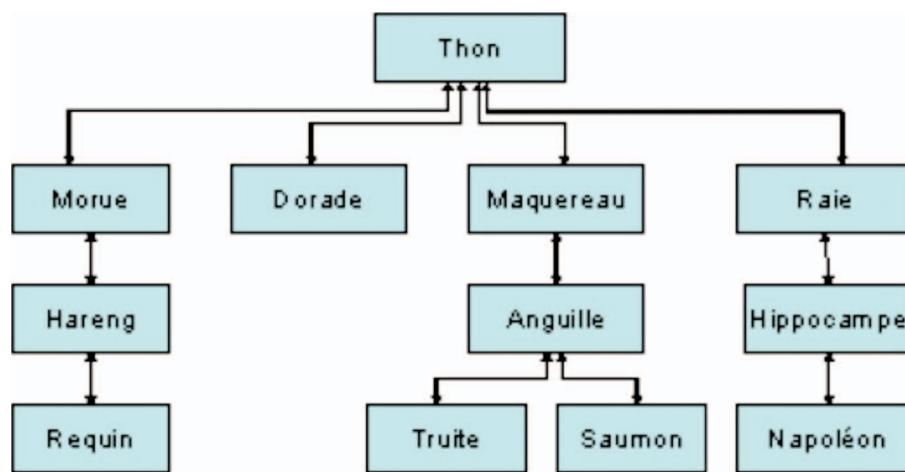 Thon
Morue
Dorade
Maquereau
Raie
Hareng
Anguille
Hippocampe
Requin
Truite
Saumon
Napoléon